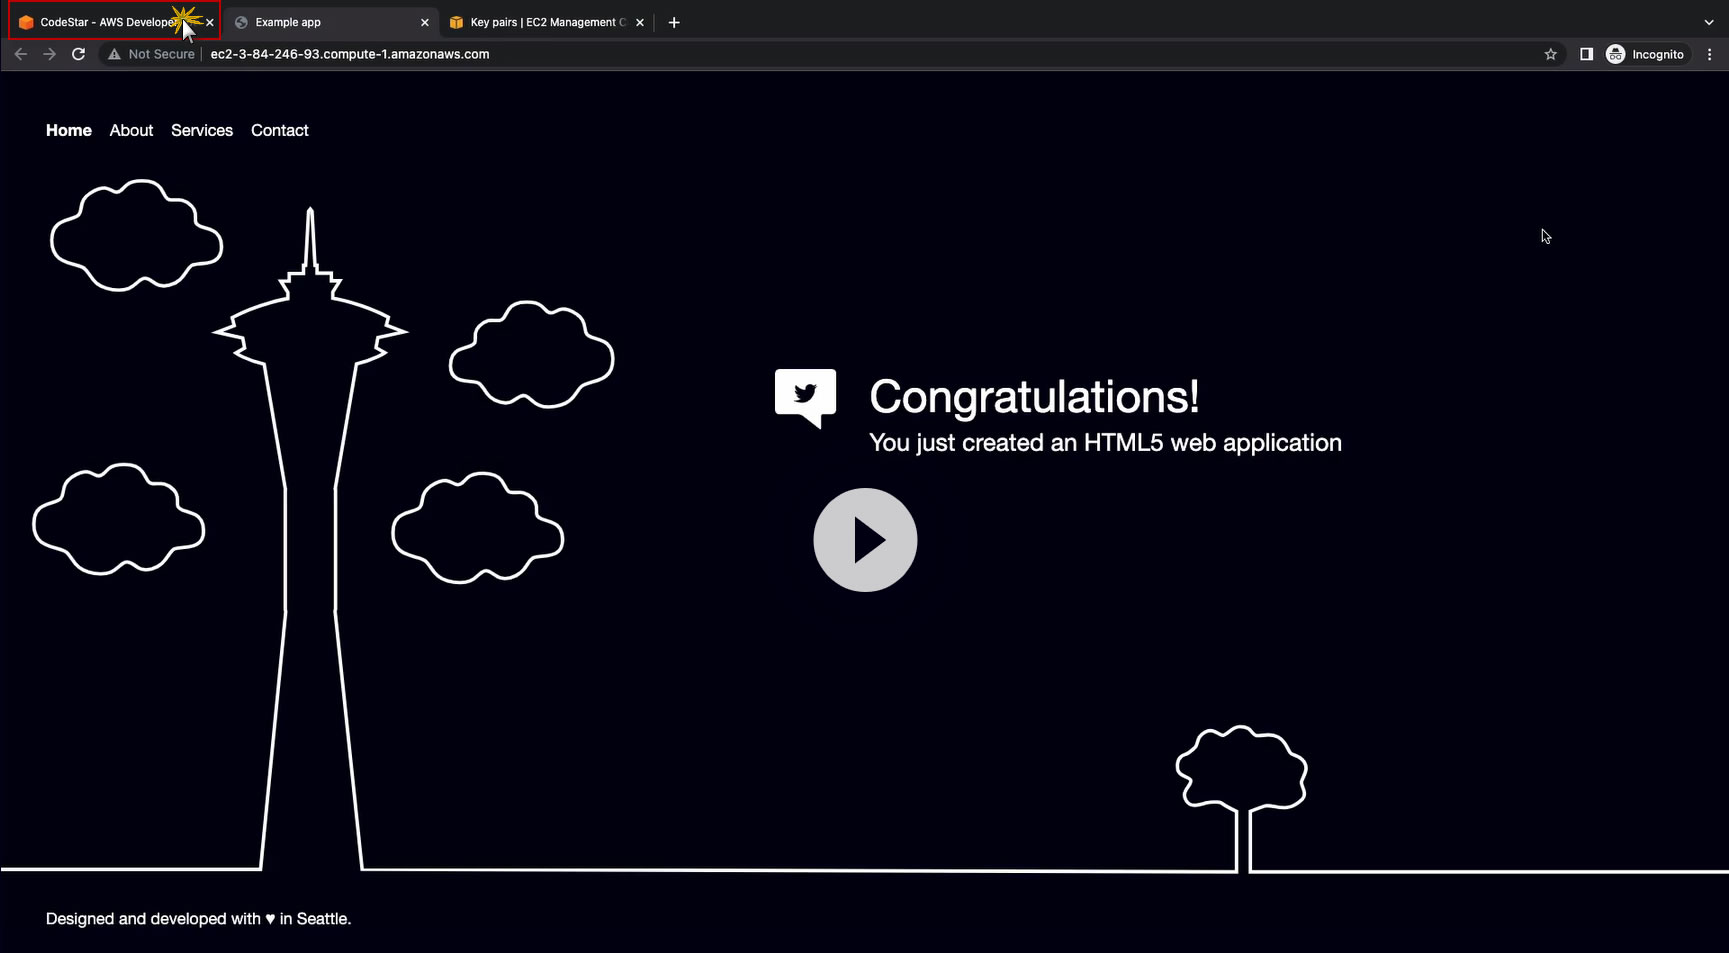 CodeStar - AWS Develope
Example app
Key pairs | EC2 Management C
Not Secure
ec2-3-84-246-93.compute-1.amazonaws.com
Incognito
Home About Services Contact
Congratulations!
You just created an HTML5 web application
Designed and developed with ♥ in Seattle.